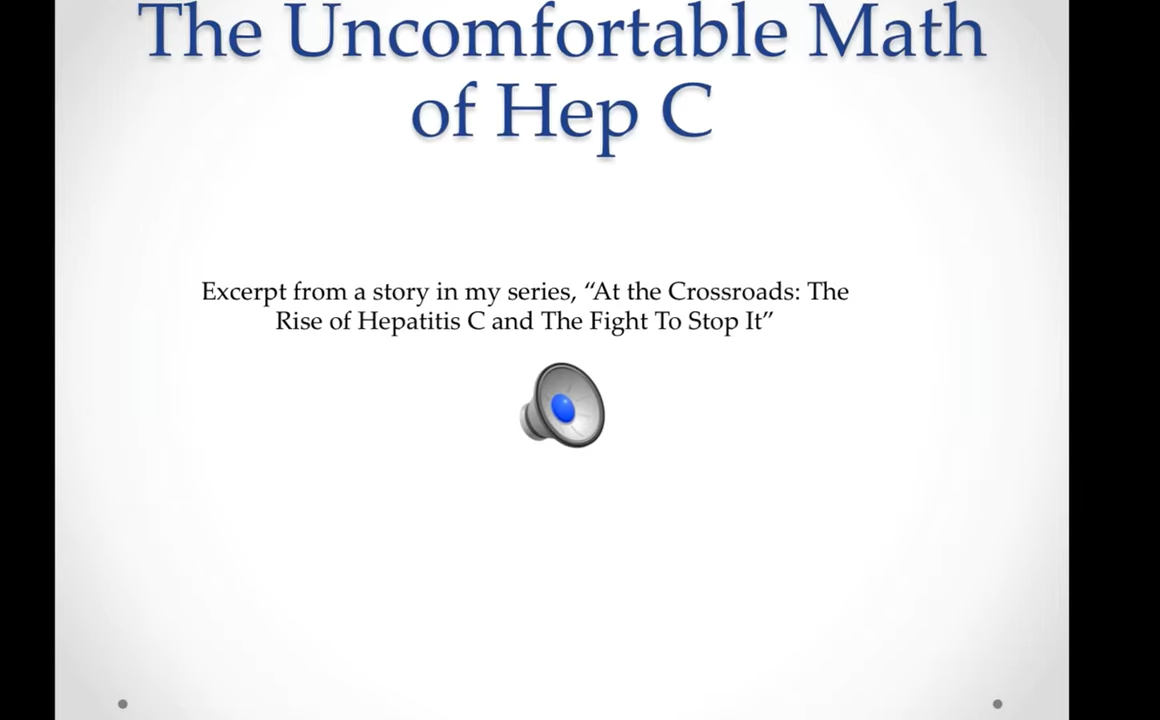 The Uncomfortable Math
of Hep C
Excerpt from a story in my series, “At the Crossroads: The
Rise of Hepatitis C and The Fight To Stop It”